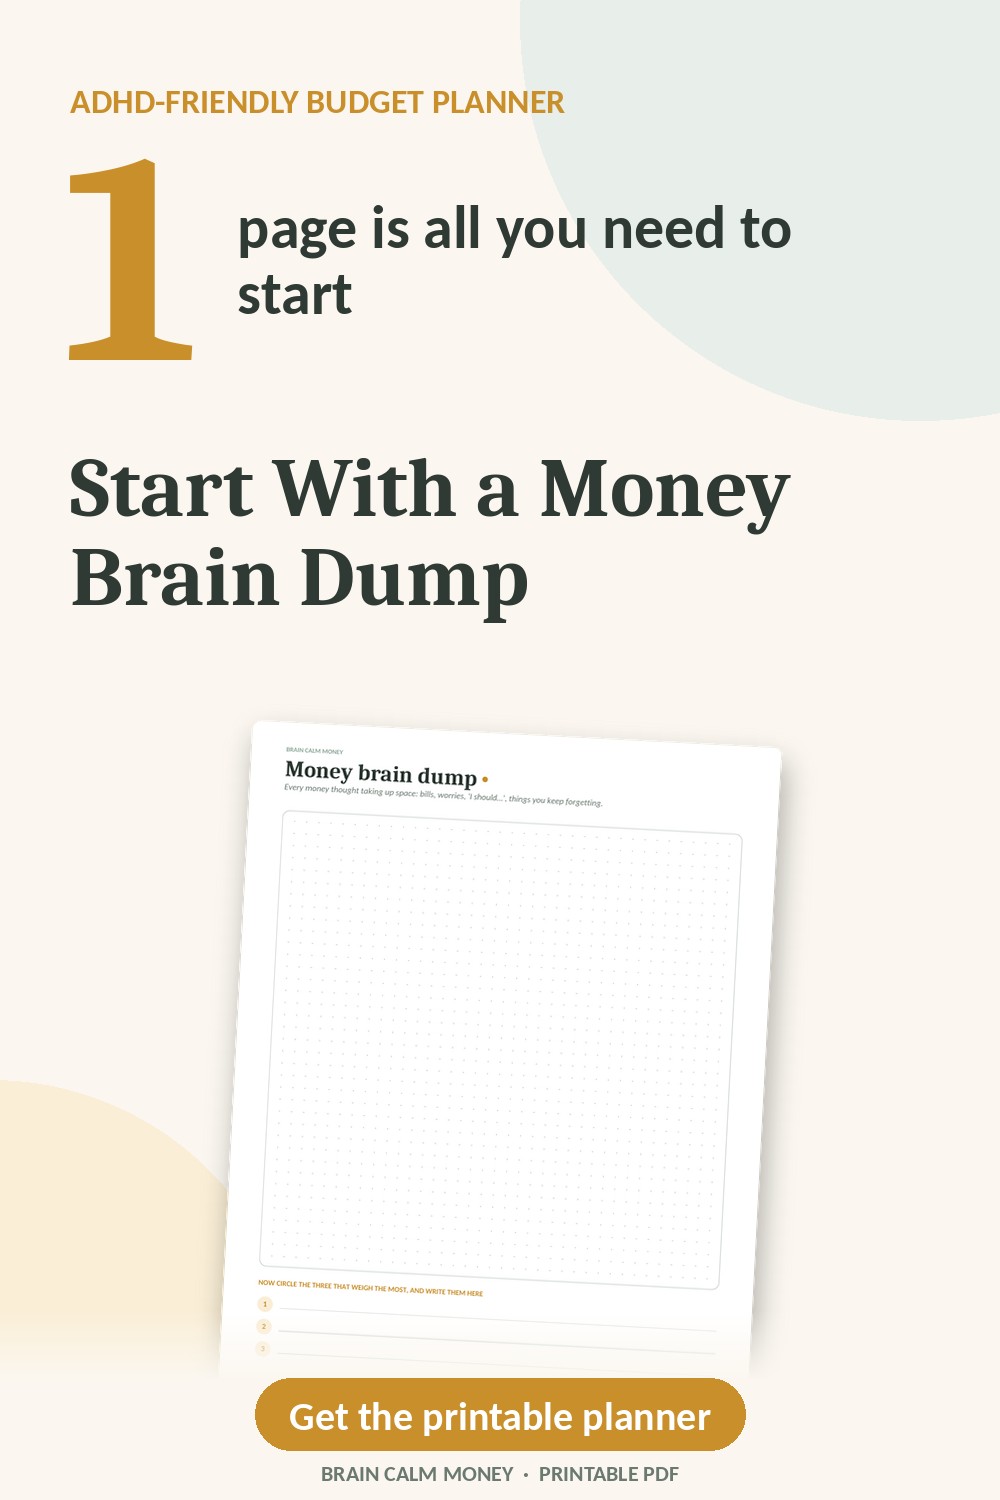 ADHD-FRIENDLY BUDGET PLANNER
1
page is all you need to
start
Start With a Money
Brain Dump
BRAIN CALM MONEY
Money brain dump •
Every money thought taking up space: bills, worries, 'I should...', things you keep forgetting.
NOW CIRCLE THE THREE THAT WEIGH THE MOST, AND WRITE THEM HERE
1
2
3
Get the printable planner
BRAIN CALM MONEY · PRINTABLE PDF